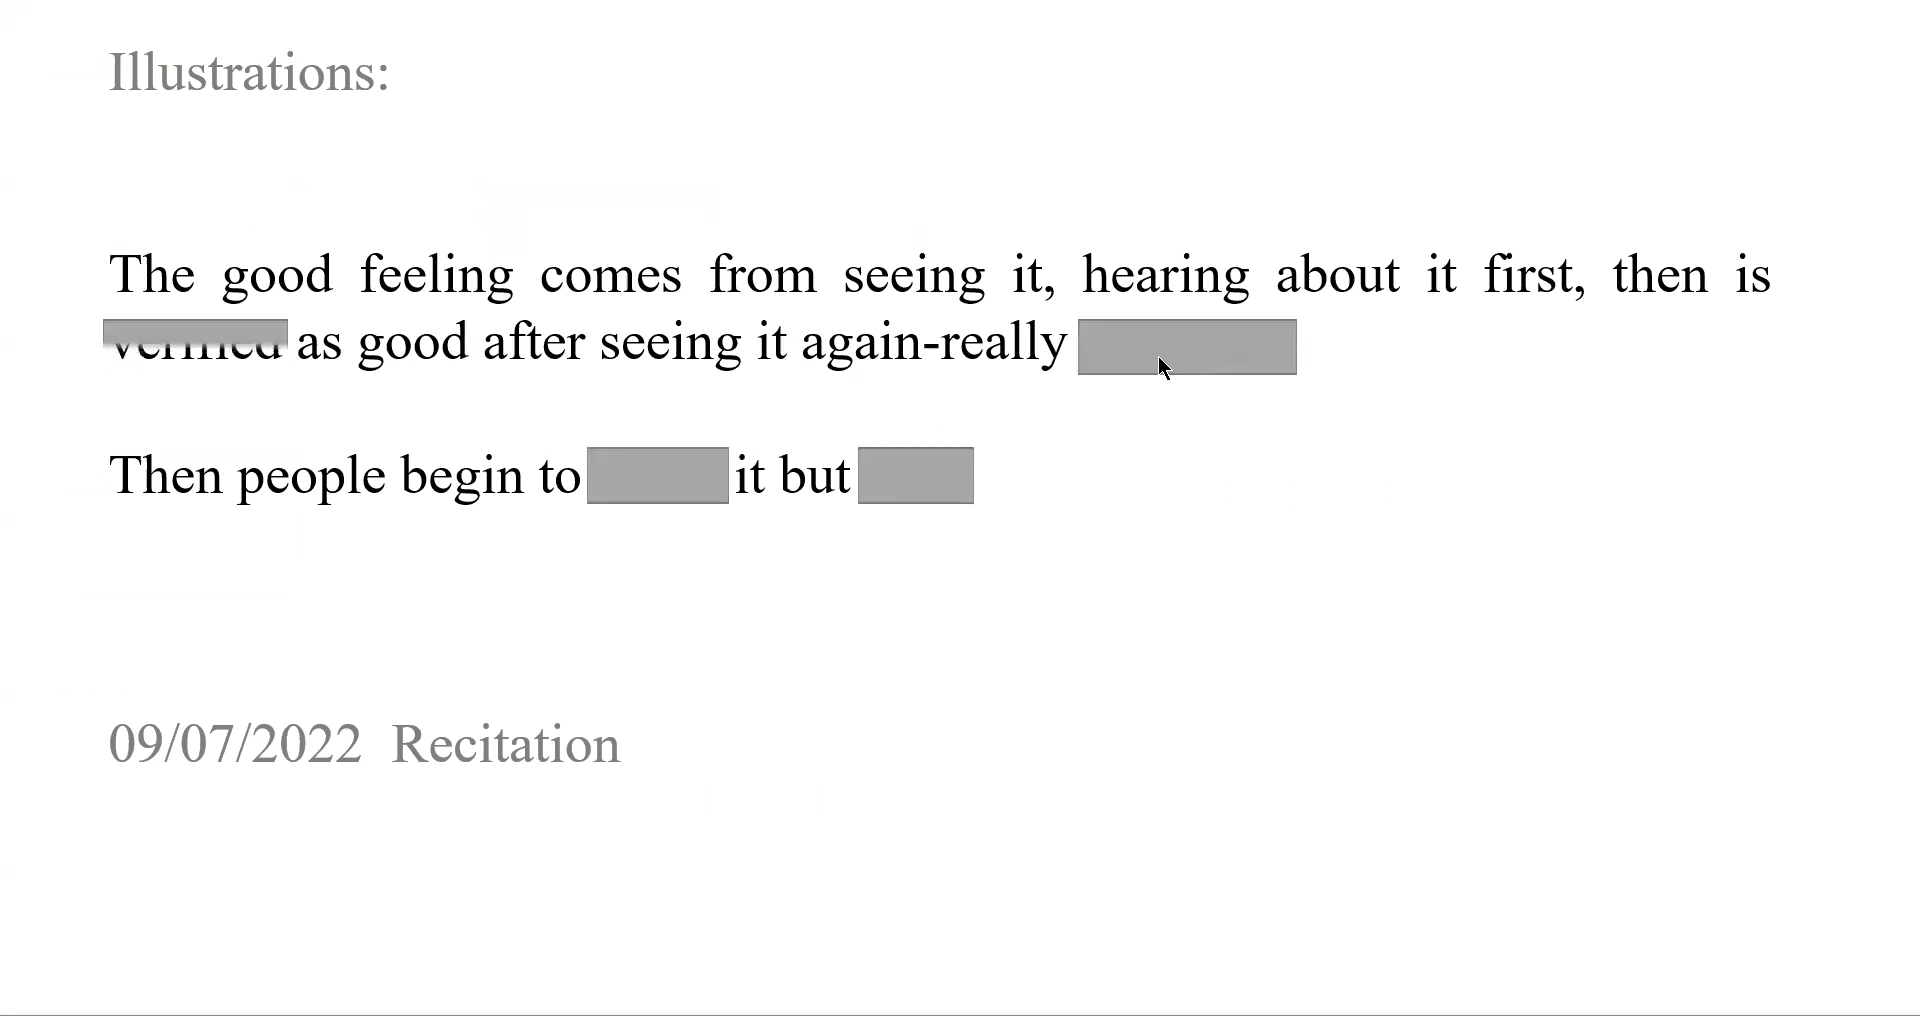 Illustrations:
The good feeling comes from seeing it, hearing about it first, then is
verified as good after seeing it again-really
Then people begin to it but
09/07/2022 Recitation